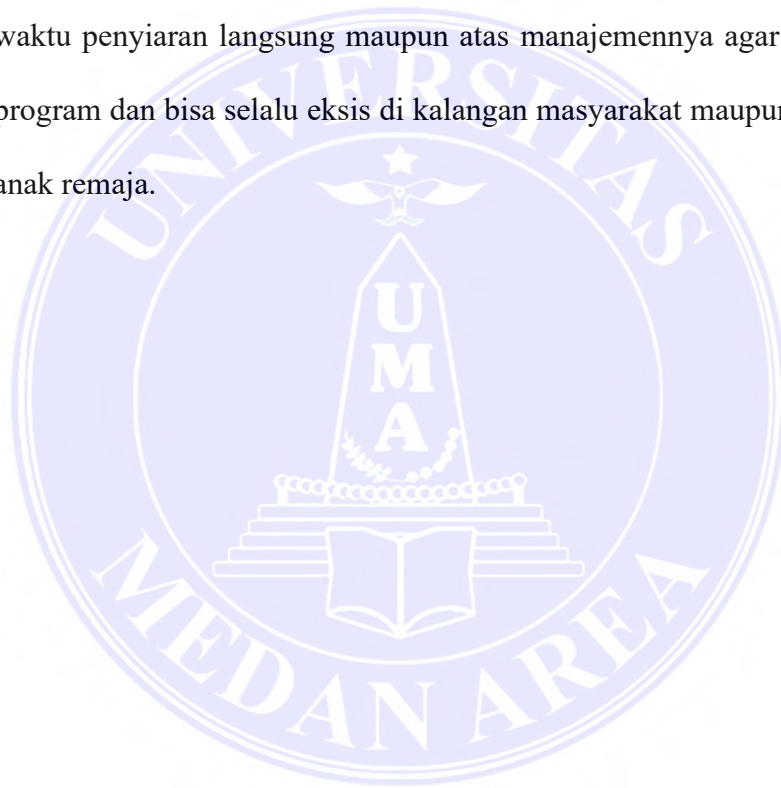 waktu penyiaran langsung maupun atas manajemennya agar
program dan bisa selalu eksis di kalangan masyarakat maupun
anak remaja.
UNIVERSITAS
UMA
MEDAN AREA